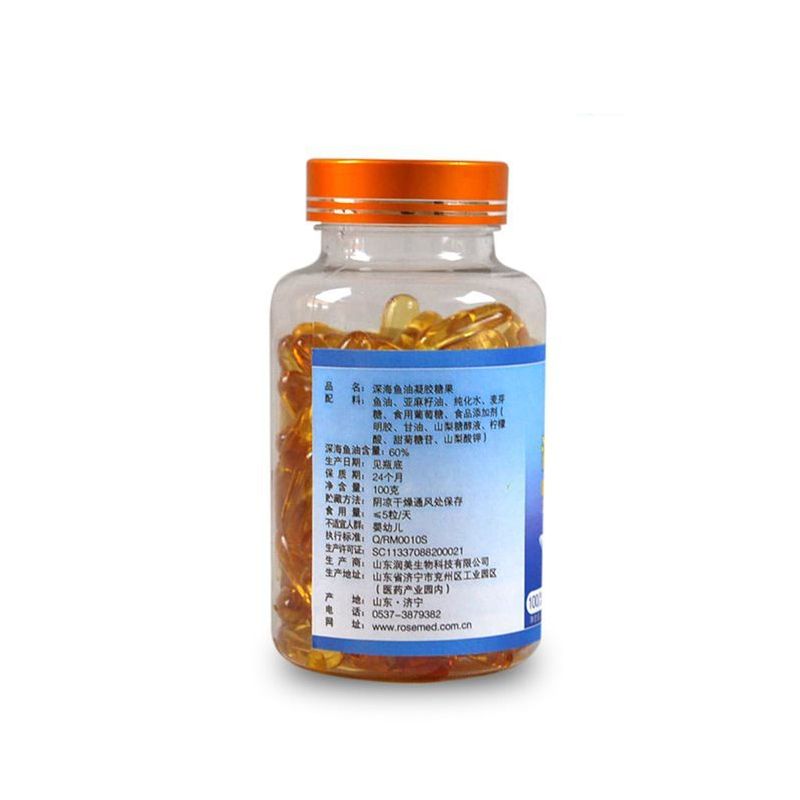 品 名：深海鱼油凝胶糖果
配 料：鱼油、亚麻籽油、纯化水、麦芽
糖、食用葡萄糖、食品添加剂（
明胶、甘油、山梨糖醇液、柠檬
酸、甜菊糖苷、山梨酸钾）
深海鱼油含量：60%
生产日期：见瓶底
保 质 期：24个月
净 含 量：100克
贮藏方法：阴凉干燥通风处保存
食 用 量：≤5粒/天
不适宜人群：婴幼儿
执行标准：Q/RM0010S
生产许可证：SC11337088200021
生 产 商：山东润美生物科技有限公司
生产地址：山东省济宁市兖州区工业园区
（医药产业园内）
产 地：山东·济宁
电 话：0537-3879382
网 址：www.rosemed.com.cn
100